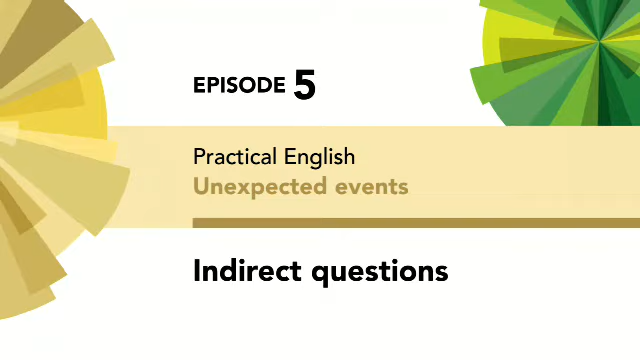 EPISODE 5
Practical English
Unexpected events
Indirect questions